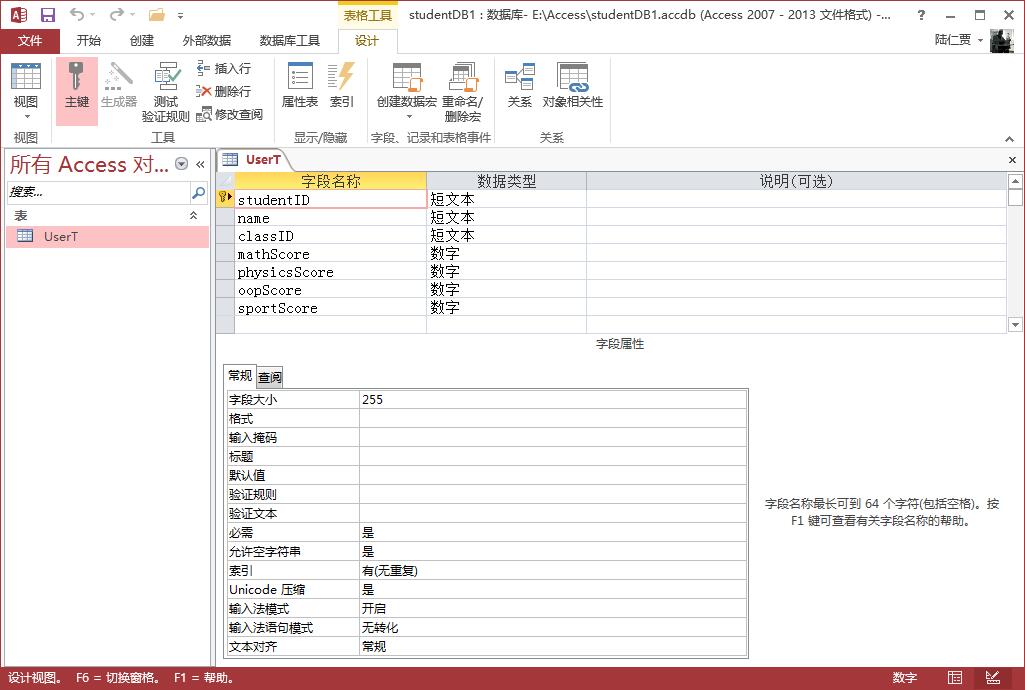 表格工具
studentDB1 : 数据库- E:\Access\studentDB1.accdb (Access 2007 - 2013 文件格式) -...
文件 开始 创建 外部数据 数据库工具 设计 陆仁贾
视图
主键
生成器
测试
验证规则
插入行
删除行
修改查阅
属性表
索引
创建数据宏
重命名/
删除宏
关系
对象相关性
视图 工具 显示/隐藏 字段、记录和表格事件 关系
所有 Access 对...
搜索...
表
UserT
UserT
字段名称 数据类型 说明(可选)
studentID 短文本
name 短文本
classID 短文本
mathScore 数字
physicsScore 数字
oopScore 数字
sportScore 数字
字段属性
常规 查阅
字段大小 255
格式
输入掩码
标题
默认值
验证规则
验证文本
必需 是
允许空字符串 是
索引 有(无重复)
Unicode 压缩 是
输入法模式 开启
输入法语句模式 无转化
文本对齐 常规
字段名称最长可到 64 个字符(包括空格)。按
F1 键可查看有关字段名称的帮助。
设计视图。 F6 = 切换窗格。 F1 = 帮助。 数字